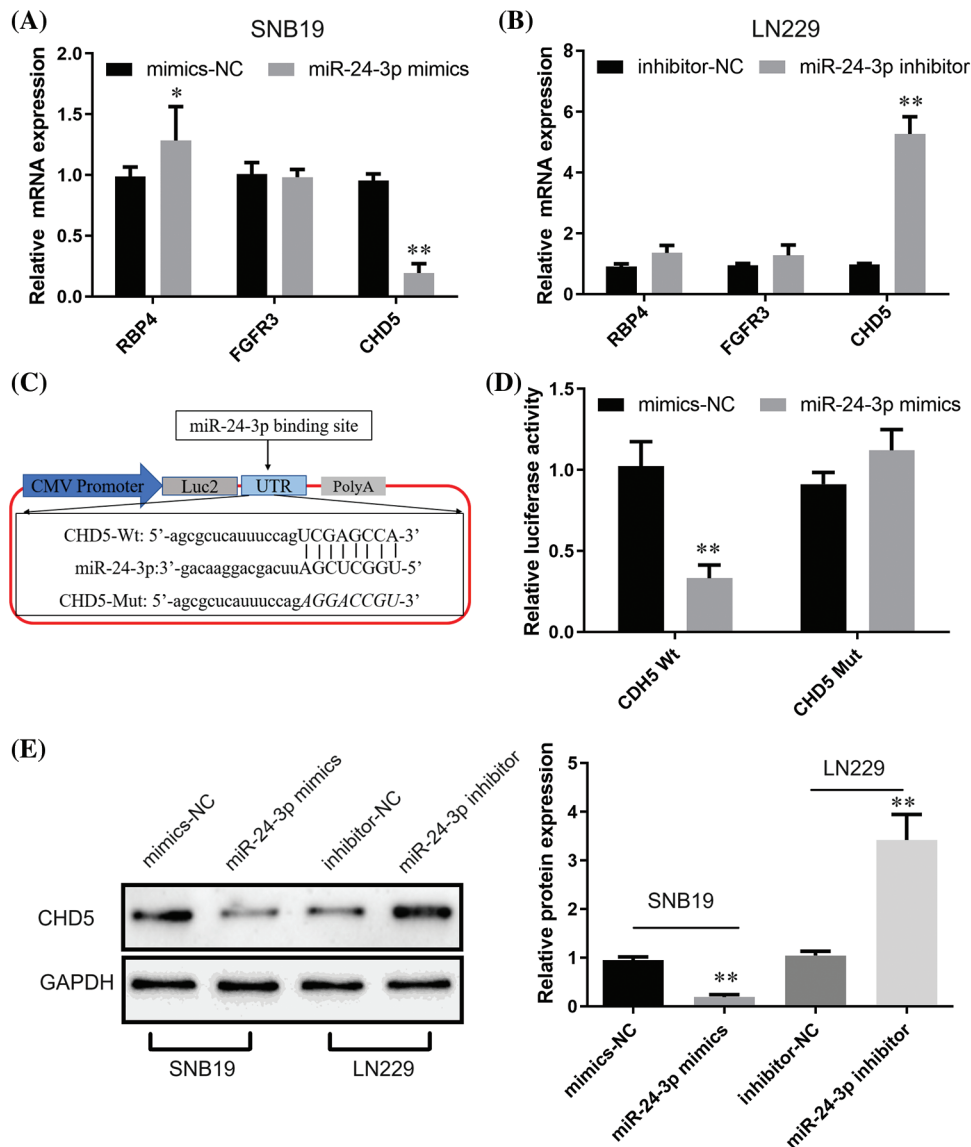 (A)
SNB19
mimics-NC miR-24-3p mimics
Relative mRNA expression
2.0
1.5
1.0
0.5
0.0
*
**
RBP4 FGFR3 CHD5
(B)
LN229
inhibitor-NC miR-24-3p inhibitor
Relative mRNA expression
8
6
4
2
0
**
RBP4 FGFR3 CHD5
(C)
miR-24-3p binding site
CMV Promoter Luc2 UTR PolyA
CHD5-Wt: 5’-agcgcucauuuccagUCGAGCCA-3’
miR-24-3p:3’-gacaaggacgacuuAGCUCGGU-5’
CHD5-Mut: 5’-agcgcucauuuccagAGGACCGU-3’
(D)
mimics-NC miR-24-3p mimics
Relative luciferase activity
1.5
1.0
0.5
0.0
**
CDH5 Wt CHD5 Mut
(E)
mimics-NC miR-24-3p mimics inhibitor-NC miR-24-3p inhibitor
CHD5
GAPDH
SNB19 LN229
Relative protein expression
5
4
3
2
1
0
SNB19
**
LN229
**
mimics-NC miR-24-3p mimics inhibitor-NC miR-24-3p inhibitor